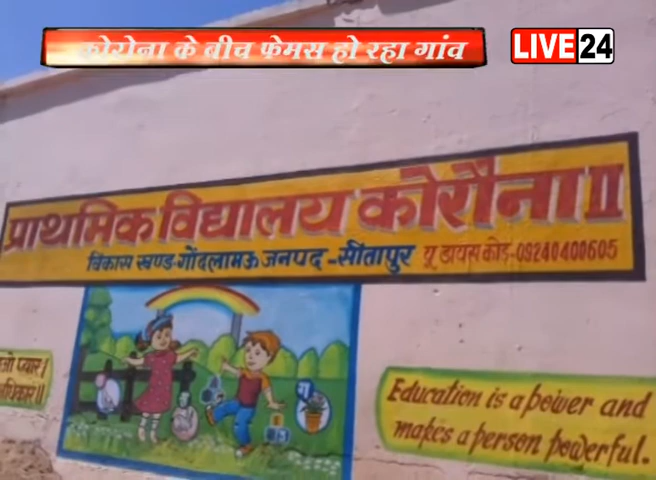 कोरोना के बीच फेमस हो रहा गांव
LIVE24
प्राथमिक विद्यालय कोरौना II
विकास खण्ड-गोंदलामऊ जनपद-सीतापुर यू डायस कोड-09240400605
Education is a power and
makes a person powerful.